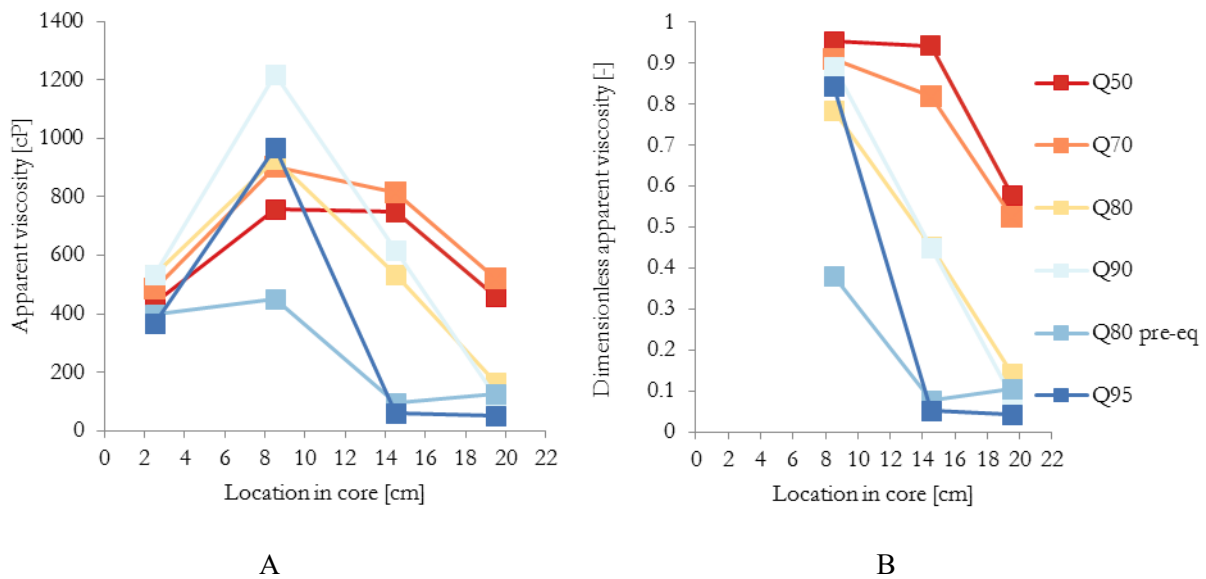 1400
1200
1000
800
600
400
200
0
Apparent viscosity [cP]
0 2 4 6 8 10 12 14 16 18 20 22
Location in core [cm]
A
1
0.9
0.8
0.7
0.6
0.5
0.4
0.3
0.2
0.1
0
Dimensionless apparent viscosity [-]
0 2 4 6 8 10 12 14 16 18 20 22
Location in core [cm]
Q50
Q70
Q80
Q90
Q80 pre-eq
Q95
B